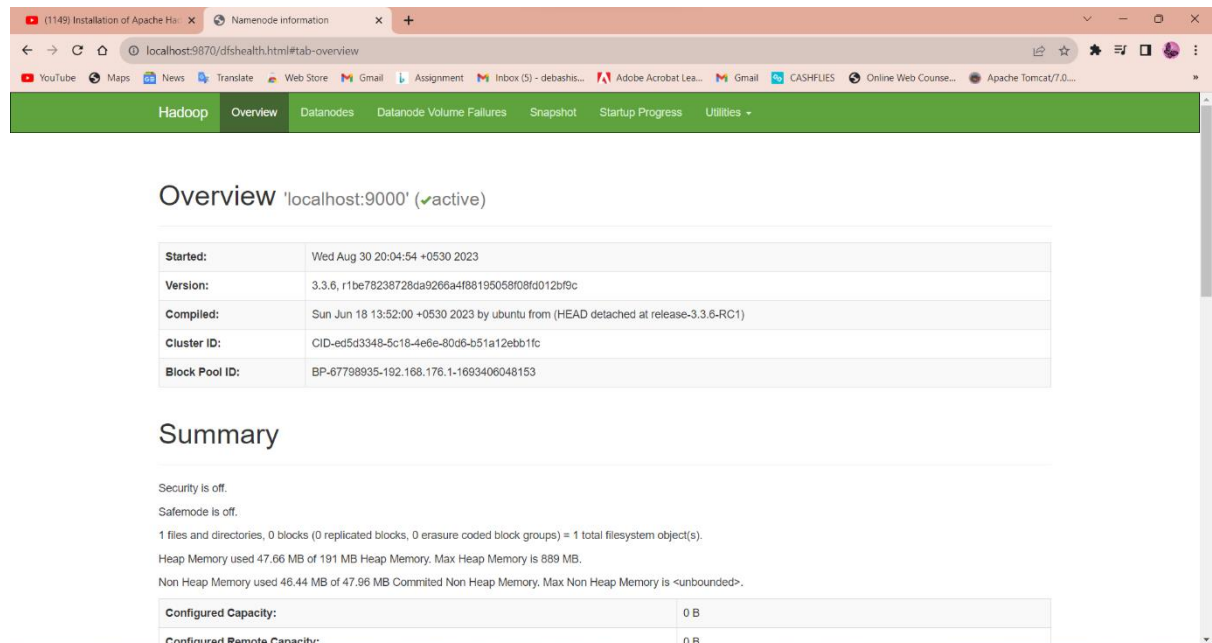 (1149) Installation of Apache Ha
Namenode information
localhost:9870/dfshealth.html#tab-overview
YouTube Maps News Translate Web Store Gmail Assignment Inbox (5) - debashis... Adobe Acrobat Lea... Gmail CASHFLIES Online Web Counse... Apache Tomcat/7.0....
Hadoop Overview Datanodes Datanode Volume Failures Snapshot Startup Progress Utilities
Overview 'localhost:9000' (✔active)
Started: Wed Aug 30 20:04:54 +0530 2023
Version: 3.3.6, r1be78238728da9266a4f88195058f08fd012bf9c
Compiled: Sun Jun 18 13:52:00 +0530 2023 by ubuntu from (HEAD detached at release-3.3.6-RC1)
Cluster ID: CID-ed5d3348-5c18-4e6e-80d6-b51a12ebb1fc
Block Pool ID: BP-67798935-192.168.176.1-1693406048153
Summary
Security is off.
Safemode is off.
1 files and directories, 0 blocks (0 replicated blocks, 0 erasure coded block groups) = 1 total filesystem object(s).
Heap Memory used 47.66 MB of 191 MB Heap Memory. Max Heap Memory is 889 MB.
Non Heap Memory used 46.44 MB of 47.96 MB Commited Non Heap Memory. Max Non Heap Memory is <unbounded>.
Configured Capacity: 0 B
Configured Remote Capacity: 0 B